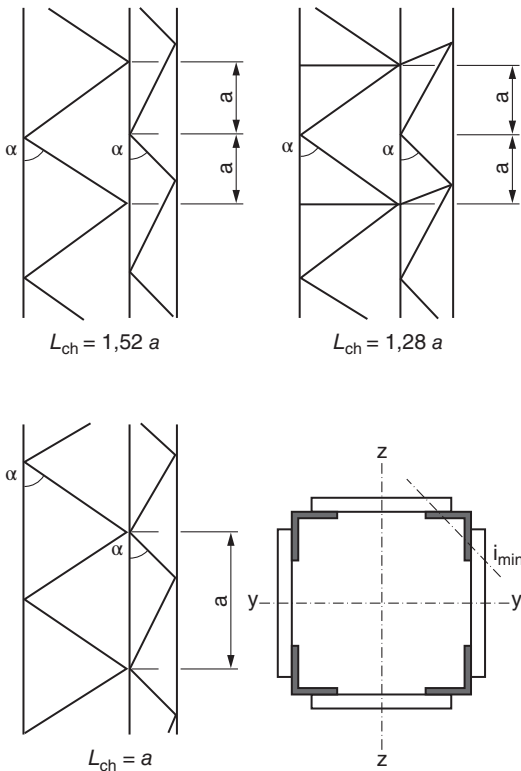 α
α
a
a
L_ch = 1,52 a
α
α
a
a
L_ch = 1,28 a
α
α
a
L_ch = a
z
i_min
y
y
z